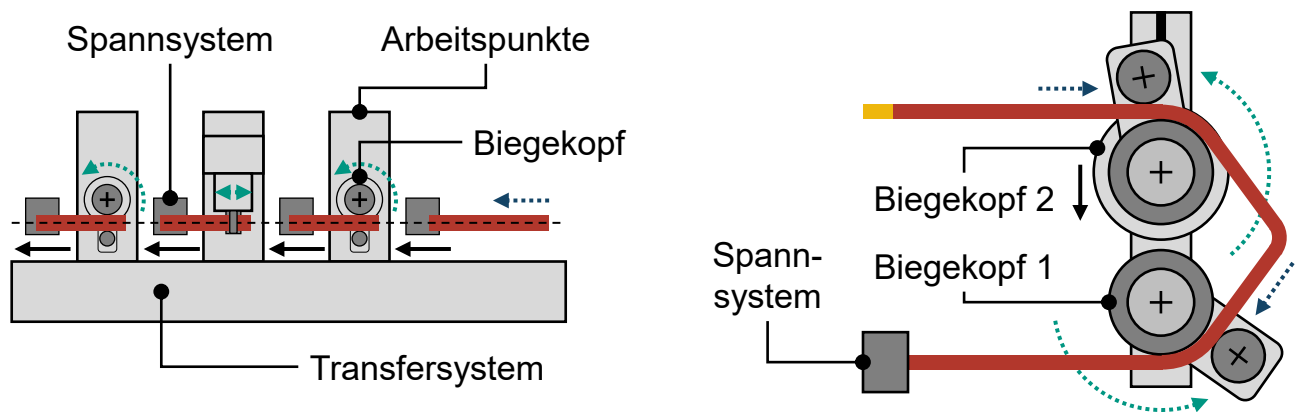 Spannsystem
Arbeitspunkte
Biegekopf
Transfersystem
Biegekopf 2
Biegekopf 1
Spann-
system